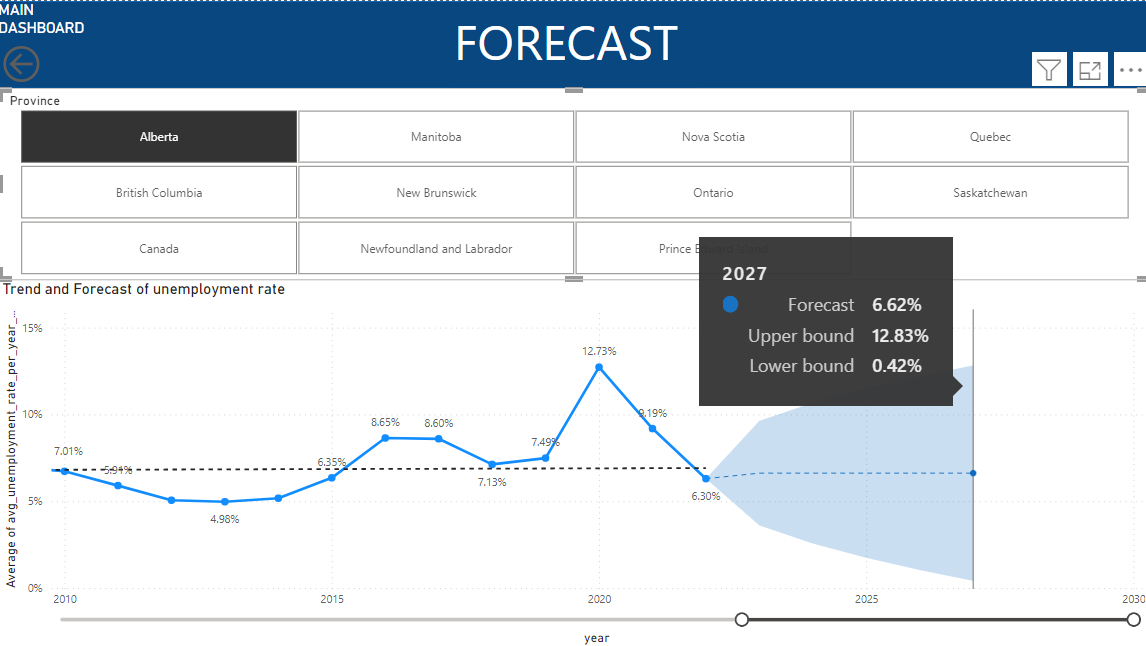 MAIN
DASHBOARD
FORECAST
Province
Alberta
Manitoba
Nova Scotia
Quebec
British Columbia
New Brunswick
Ontario
Saskatchewan
Canada
Newfoundland and Labrador
Prince Edward Island
2027
Forecast 6.62%
Upper bound 12.83%
Lower bound 0.42%
Trend and Forecast of unemployment rate
Average of avg_unemployment_rate_per_year_...
15%
10%
5%
0%
7.01%
5.91%
4.98%
6.35%
8.65%
8.60%
7.13%
7.49%
12.73%
9.19%
6.30%
2010
2015
2020
2025
2030
year